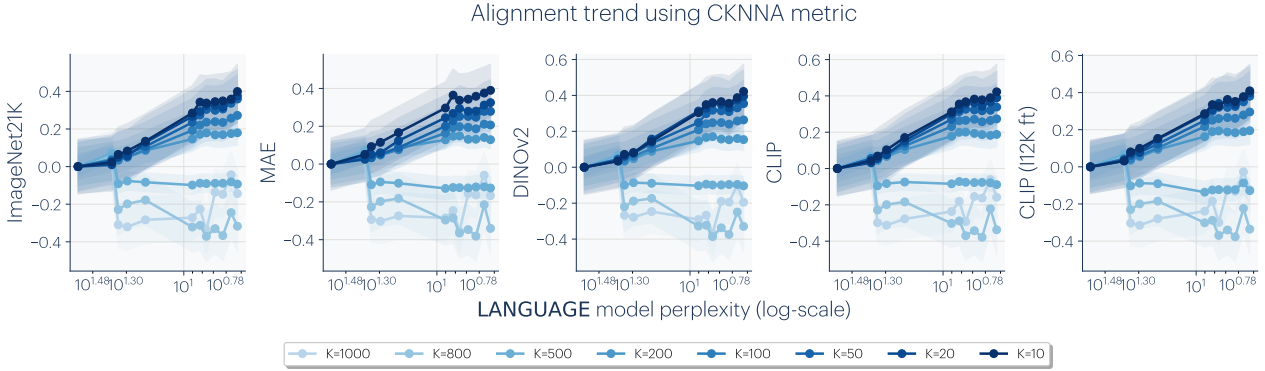 Alignment trend using CKNNA metric
ImageNet21K
0.4
0.2
0.0
−0.2
−0.4
10^1.48 10^1.30 10^1 10^0.78
MAE
0.4
0.2
0.0
−0.2
−0.4
10^1.48 10^1.30 10^1 10^0.78
DINOv2
0.6
0.4
0.2
0.0
−0.2
−0.4
10^1.48 10^1.30 10^1 10^0.78
CLIP
0.4
0.2
0.0
−0.2
−0.4
10^1.48 10^1.30 10^1 10^0.78
CLIP (I12K ft)
0.6
0.4
0.2
0.0
−0.2
−0.4
10^1.48 10^1.30 10^1 10^0.78
LANGUAGE model perplexity (log-scale)
K=1000 K=800 K=500 K=200 K=100 K=50 K=20 K=10